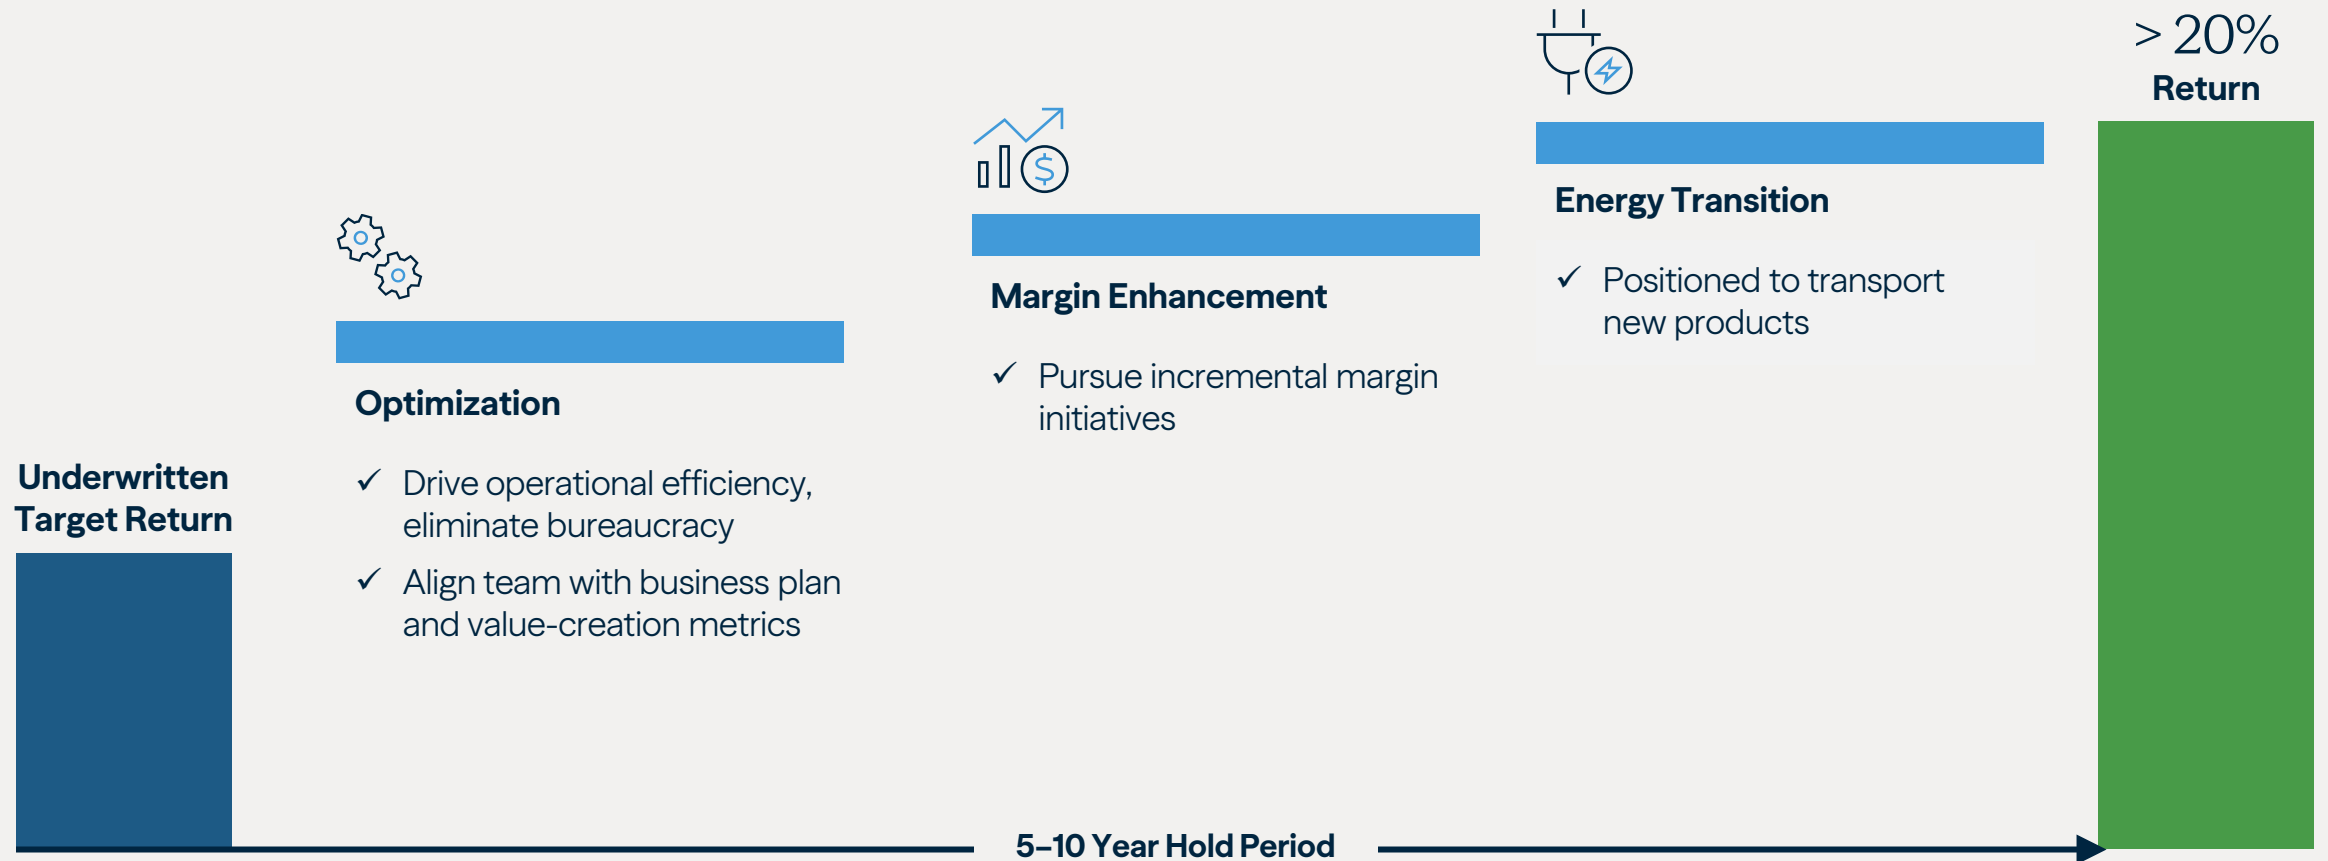 Underwritten
Target Return
Optimization
Drive operational efficiency,
eliminate bureaucracy
Align team with business plan
and value-creation metrics
$
Margin Enhancement
Pursue incremental margin
initiatives
Energy Transition
Positioned to transport
new products
> 20%
Return
5–10 Year Hold Period